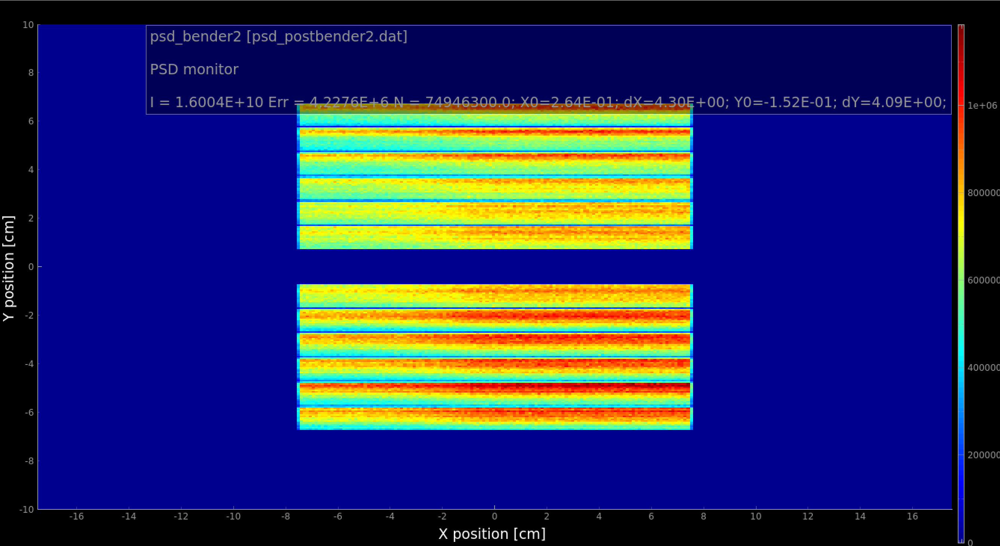 psd_bender2 [psd_postbender2.dat]
PSD monitor
I = 1.6004E+10 Err = 4.2276E+6 N = 74946300.0; X0=2.64E-01; dX=4.30E+00; Y0=-1.52E-01; dY=4.09E+00;
10
8
6
4
2
0
-2
-4
-6
-8
-10
Y position [cm]
-16 -14 -12 -10 -8 -6 -4 -2 0 2 4 6 8 10 12 14 16
X position [cm]
1e+06
800000
600000
400000
200000
0